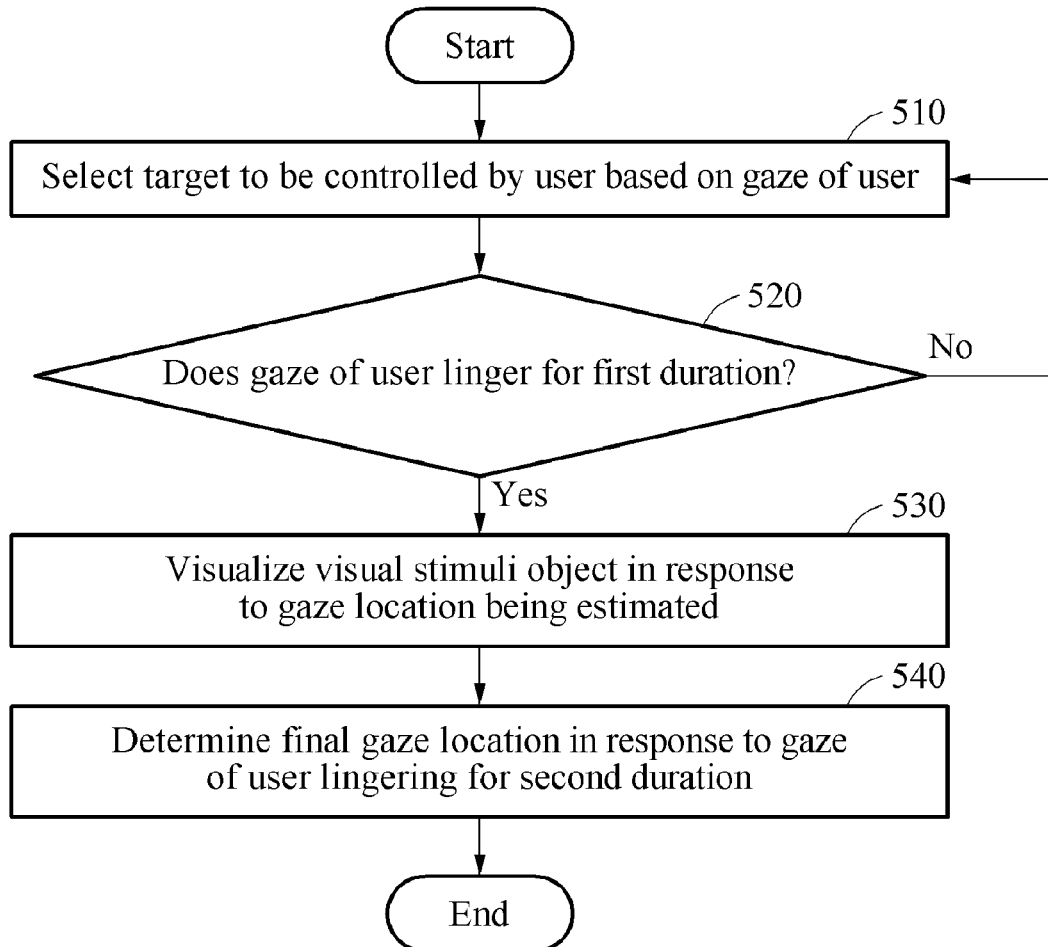 Start
510
Select target to be controlled by user based on gaze of user
520
Does gaze of user linger for first duration?
No
Yes
530
Visualize visual stimuli object in response
to gaze location being estimated
540
Determine final gaze location in response to gaze
of user lingering for second duration
End